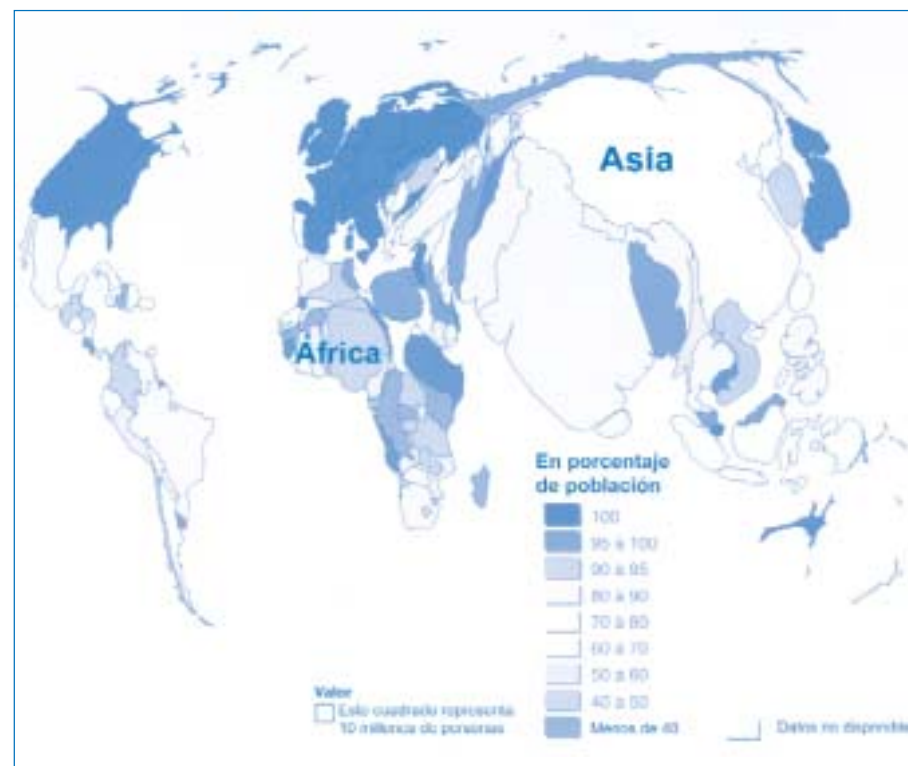 Asia
África
En porcentaje
de población
100
95 à 100
90 à 95
80 à 90
70 à 80
60 à 70
50 à 60
40 à 50
Menos de 40
Valor
Este cuadrado representa
10 millones de personas
Datos no disponible